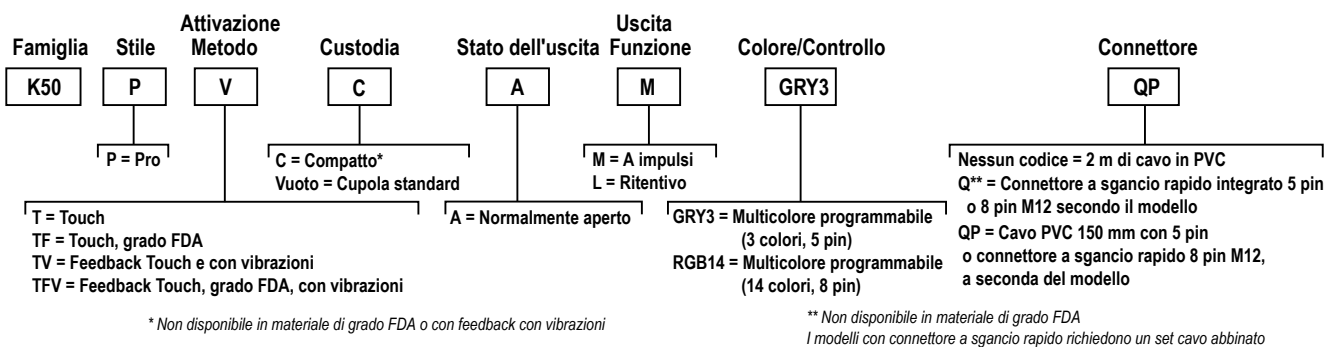 Famiglia
Stile
Attivazione
Metodo
Custodia
Stato dell'uscita
Uscita
Funzione
Colore/Controllo
Connettore
K50
P
V
C
A
M
GRY3
QP
P = Pro
C = Compatto*
Vuoto = Cupola standard
M = A impulsi
L = Ritentivo
Nessun codice = 2 m di cavo in PVC
Q** = Connettore a sgancio rapido integrato 5 pin
o 8 pin M12 secondo il modello
QP = Cavo PVC 150 mm con 5 pin
o connettore a sgancio rapido 8 pin M12,
a seconda del modello
T = Touch
TF = Touch, grado FDA
TV = Feedback Touch e con vibrazioni
TFV = Feedback Touch, grado FDA, con vibrazioni
A = Normalmente aperto
GRY3 = Multicolore programmabile
(3 colori, 5 pin)
RGB14 = Multicolore programmabile
(14 colori, 8 pin)
* Non disponibile in materiale di grado FDA o con feedback con vibrazioni
** Non disponibile in materiale di grado FDA
I modelli con connettore a sgancio rapido richiedono un set cavo abbinato